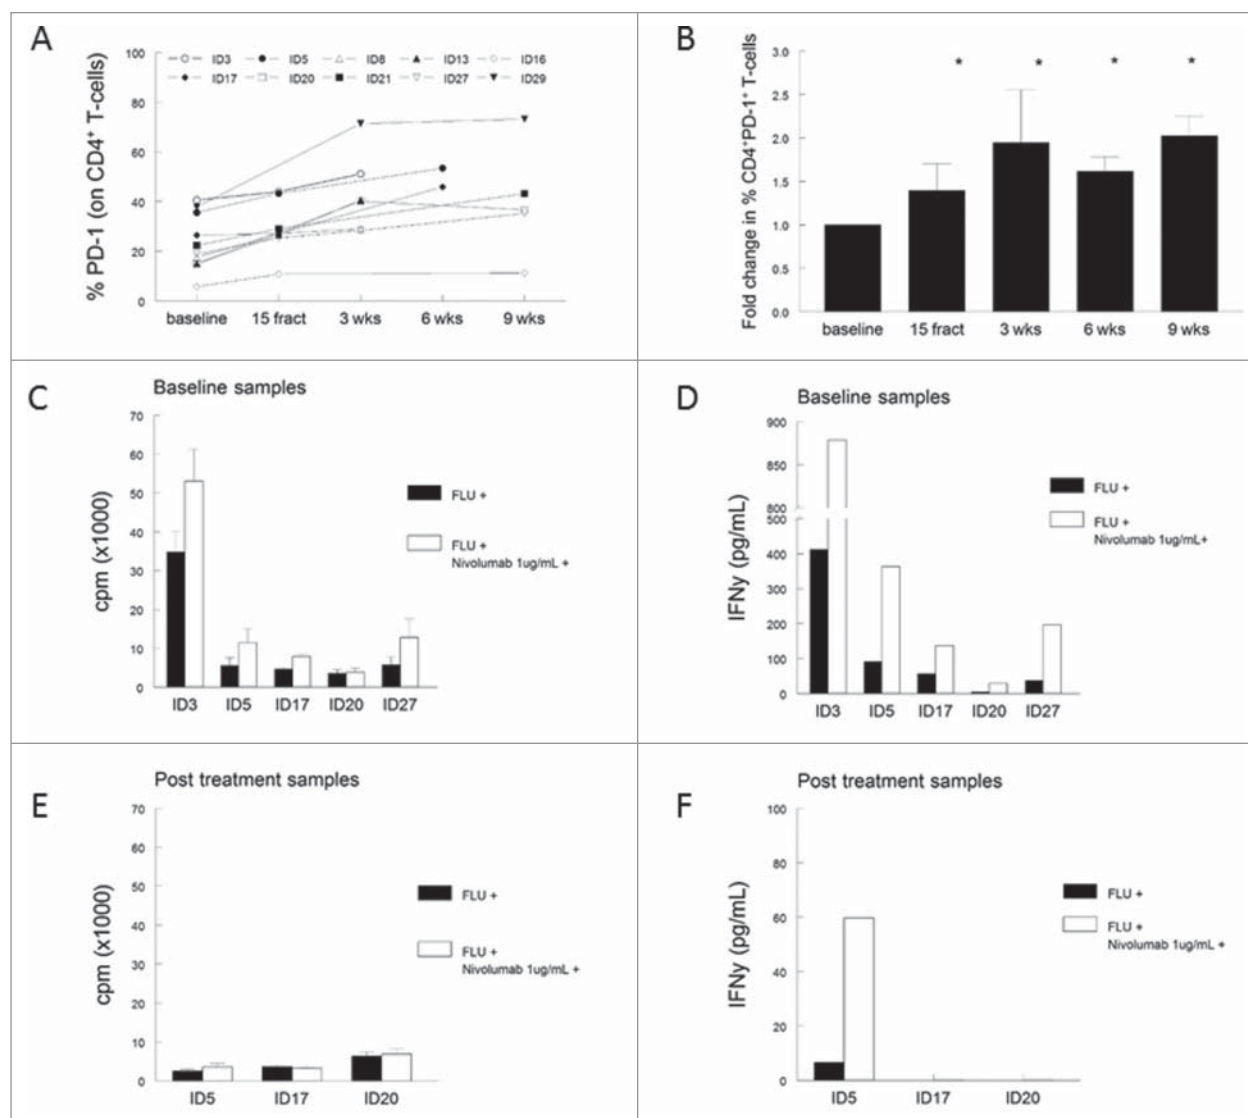 A
% PD-1 (on CD4+ T-cells)
100
80
60
40
20
0
ID3 ID5 ID8 ID13 ID16
ID17 ID20 ID21 ID27 ID29
baseline 15 fract 3 wks 6 wks 9 wks
B
Fold change in % CD4+PD-1+ T-cells
3.0
2.5
2.0
1.5
1.0
0.5
0.0
* * * *
baseline 15 fract 3 wks 6 wks 9 wks
C
Baseline samples
cpm (x1000)
70
60
50
40
30
20
10
0
FLU +
FLU +
Nivolumab 1ug/mL +
ID3 ID5 ID17 ID20 ID27
D
Baseline samples
IFNy (pg/mL)
900
850
800
500
400
300
200
100
0
FLU +
FLU +
Nivolumab 1ug/mL+
ID3 ID5 ID17 ID20 ID27
E
Post treatment samples
cpm (x1000)
70
60
50
40
30
20
10
0
FLU +
FLU +
Nivolumab 1ug/mL +
ID5 ID17 ID20
F
Post treatment samples
IFNy (pg/mL)
100
80
60
40
20
0
FLU +
FLU +
Nivolumab 1ug/mL +
ID5 ID17 ID20